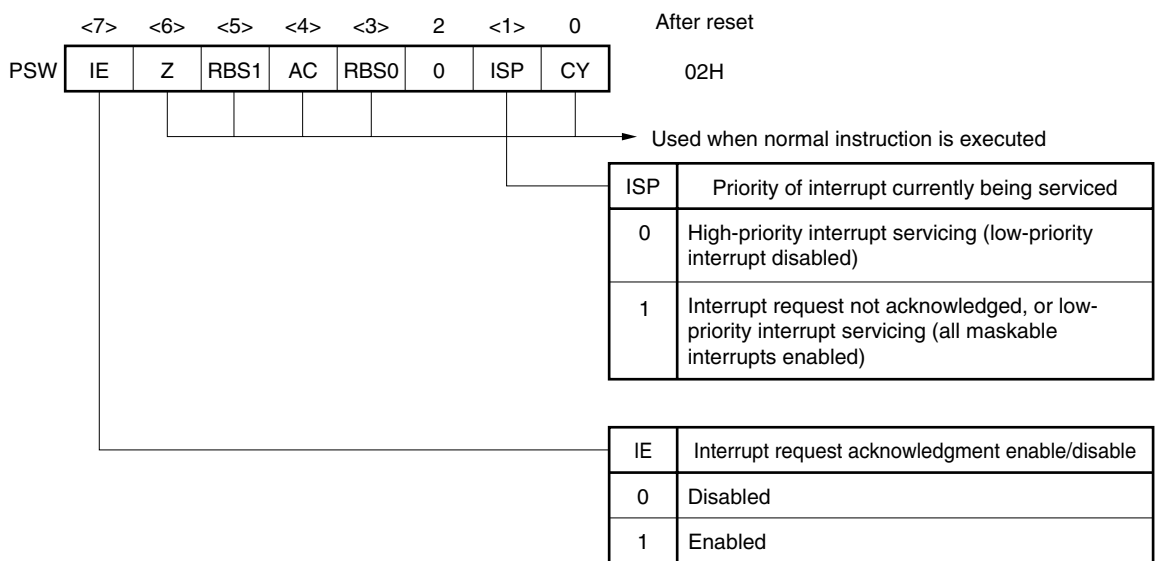 <7> <6> <5> <4> <3> 2 <1> 0 After reset
PSW IE Z RBS1 AC RBS0 0 ISP CY 02H
Used when normal instruction is executed
ISP Priority of interrupt currently being serviced
0 High-priority interrupt servicing (low-priority
interrupt disabled)
1 Interrupt request not acknowledged, or low-
priority interrupt servicing (all maskable
interrupts enabled)
IE Interrupt request acknowledgment enable/disable
0 Disabled
1 Enabled